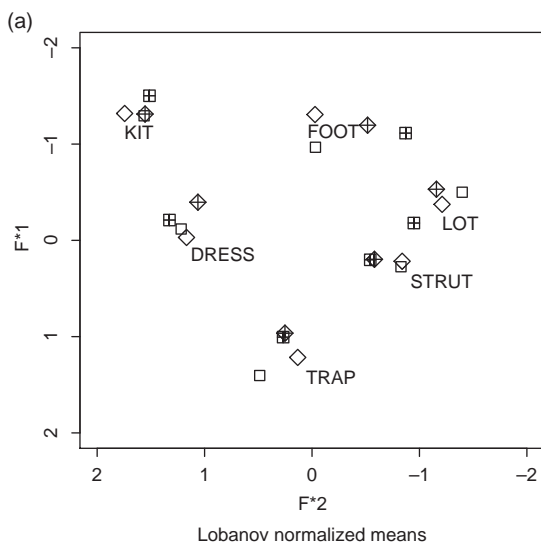 (a)
−2
−1
0
1
2
F*1
KIT
FOOT
LOT
DRESS
STRUT
TRAP
2 1 0 −1 −2
F*2
Lobanov normalized means